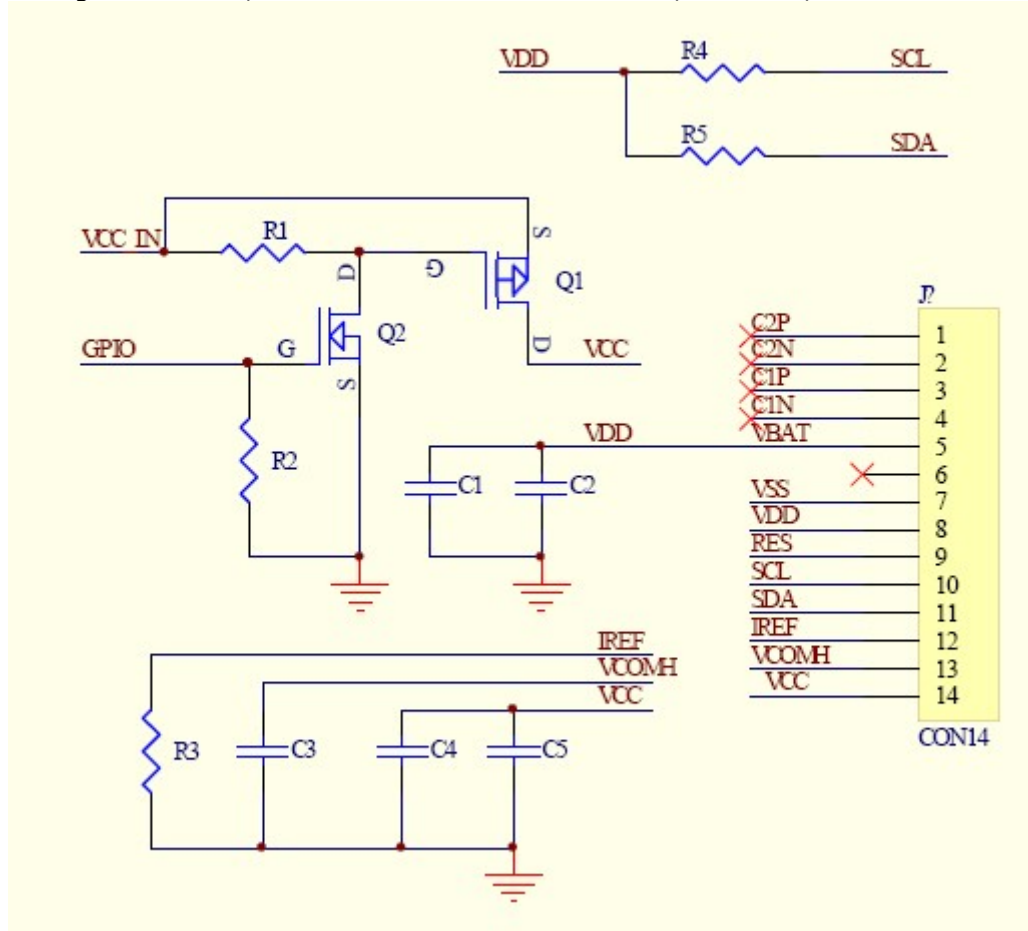 VDD R4 SCL
R5 SDA
S
VCC IN R1
D G Q1
Q2
GPIO G D VCC
S
R2
J?
C2P 1
C2N 2
C1P 3
C1N 4
VDD VBAT 5
6
C1 C2
VSS 7
VDD 8
RES 9
SCL 10
SDA 11
IREF 12
VCOMH 13
VCC 14
CON14
IREF
VCOMH
VCC
R3 C3 C4 C5